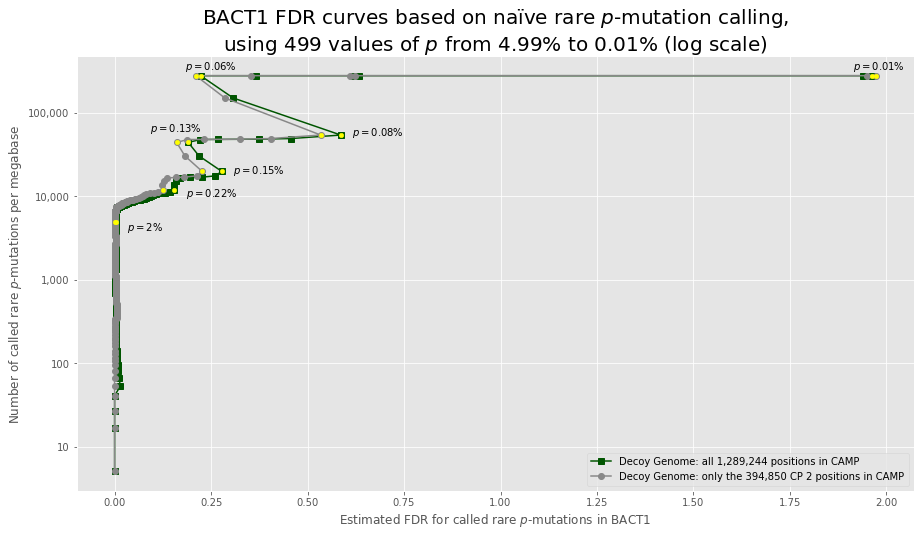 BACT1 FDR curves based on naïve rare p-mutation calling,
using 499 values of p from 4.99% to 0.01% (log scale)
Number of called rare p-mutations per megabase
100,000
10,000
1,000
100
10
p = 0.06%
p = 0.01%
p = 0.13%
p = 0.08%
p = 0.15%
p = 0.22%
p = 2%
Decoy Genome: all 1,289,244 positions in CAMP
Decoy Genome: only the 394,850 CP 2 positions in CAMP
0.00 0.25 0.50 0.75 1.00 1.25 1.50 1.75 2.00
Estimated FDR for called rare p-mutations in BACT1